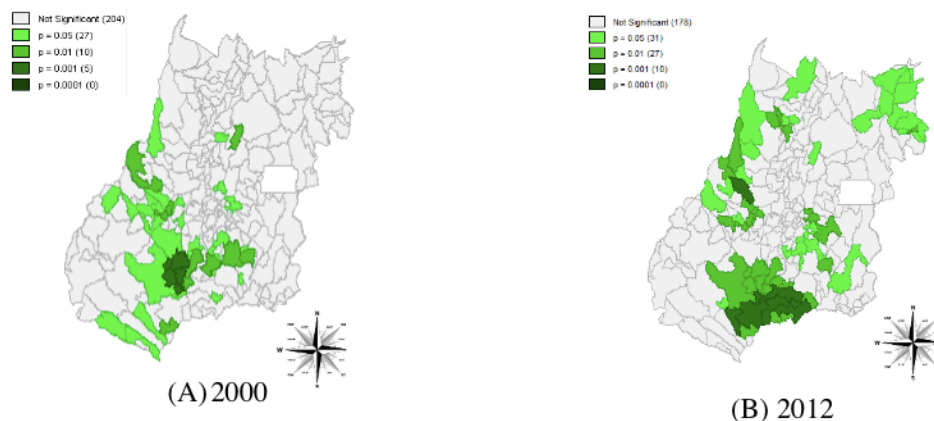 Not Significant (204)
p = 0.05 (27)
p = 0.01 (10)
p = 0.001 (5)
p = 0.0001 (0)
N
W
S
(A) 2000
Not Significant (178)
p = 0.05 (31)
p = 0.01 (27)
p = 0.001 (10)
p = 0.0001 (0)
N
W
S
(B) 2012